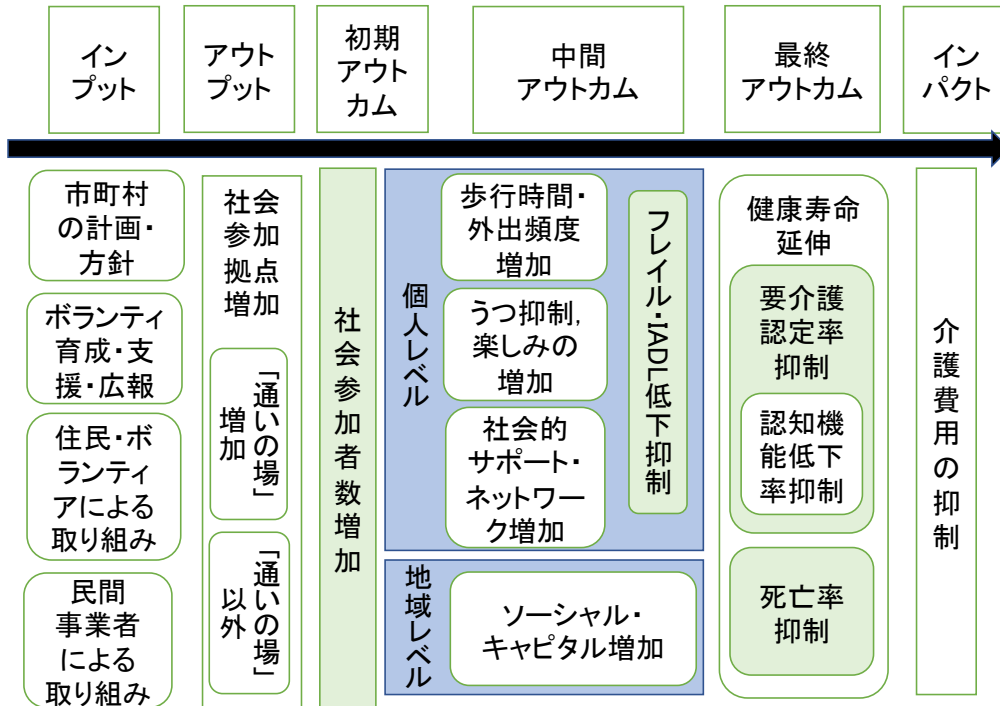 イン
プット
アウト
プット
初期
アウト
カム
中間
アウトカム
最終
アウトカム
イン
パクト
市町村
の計画・
方針
ボランティ
育成・支
援・広報
住民・ボ
ランティ
アによる
取り組み
民間
事業者
による
取り組み
社会
参加
拠点
増加
「通いの場」
増加
「通いの場」
以外
社会参加者数増加
個人レベル
歩行時間・
外出頻度
増加
うつ抑制,
楽しみの
増加
社会的
サポート・
ネットワー
ク増加
フレイル・IADL低下抑制
地域レベル
ソーシャル・
キャピタル増加
健康寿命
延伸
要介護
認定率
抑制
認知機
能低下
率抑制
死亡率
抑制
介護費用の抑制